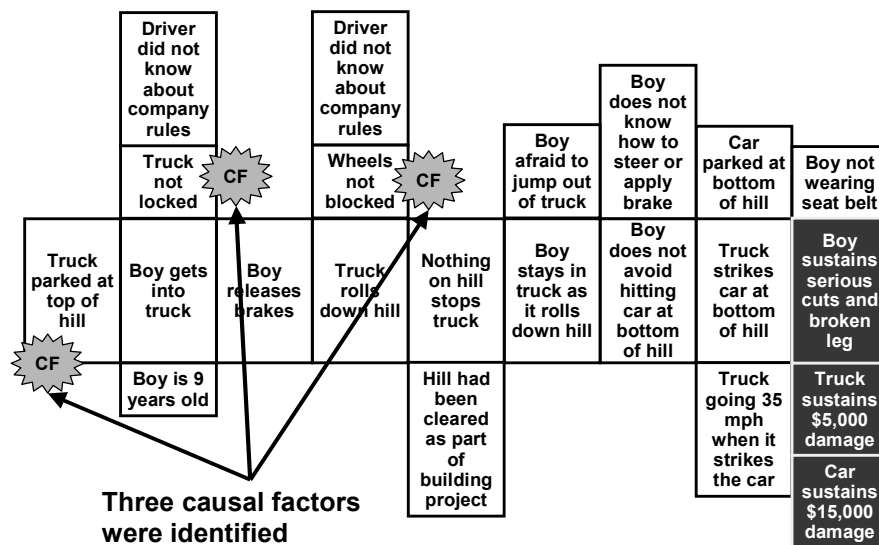 Driver
did not
know
about
company
rules
Truck
not
locked
CF
Driver
did not
know
about
company
rules
Wheels
not
blocked
CF
Boy
afraid to
jump out
of truck
Boy
does not
know
how to
steer or
apply
brake
Car
parked at
bottom
of hill
Boy not
wearing
seat belt
Truck
parked at
top of
hill
CF
Boy gets
into
truck
Boy
releases
brakes
Truck
rolls
down hill
Nothing
on hill
stops
truck
Boy
stays in
truck as
it rolls
down hill
Boy
does not
avoid
hitting
car at
bottom
of hill
Truck
strikes
car at
bottom
of hill
Boy
sustains
serious
cuts and
broken
leg
Boy is 9
years old
Hill had
been
cleared
as part
of
building
project
Truck
going 35
mph
when it
strikes
the car
Truck
sustains
$5,000
damage
Car
sustains
$15,000
damage
Three causal factors
were identified